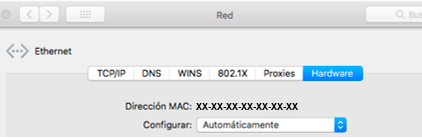 Red
Bus
Ethernet
TCP/IP DNS WINS 802.1X Proxies Hardware
Dirección MAC: XX-XX-XX-XX-XX-XX-XX
Configurar: Automáticamente